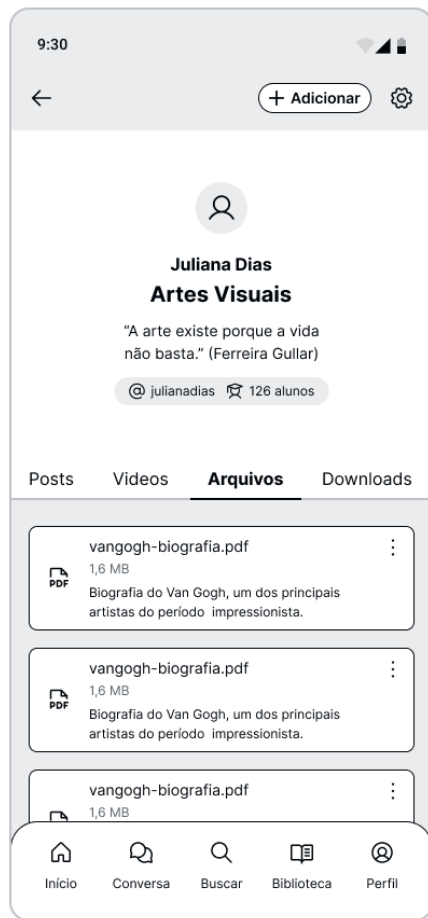 9:30
+ Adicionar
Juliana Dias
Artes Visuais
“A arte existe porque a vida
não basta.” (Ferreira Gullar)
@ julianadias 126 alunos
Posts Videos Arquivos Downloads
vangogh-biografia.pdf
1,6 MB
PDF
Biografia do Van Gogh, um dos principais
artistas do período impressionista.
vangogh-biografia.pdf
1,6 MB
PDF
Biografia do Van Gogh, um dos principais
artistas do período impressionista.
vangogh-biografia.pdf
1,6 MB
Início Conversa Buscar Biblioteca Perfil